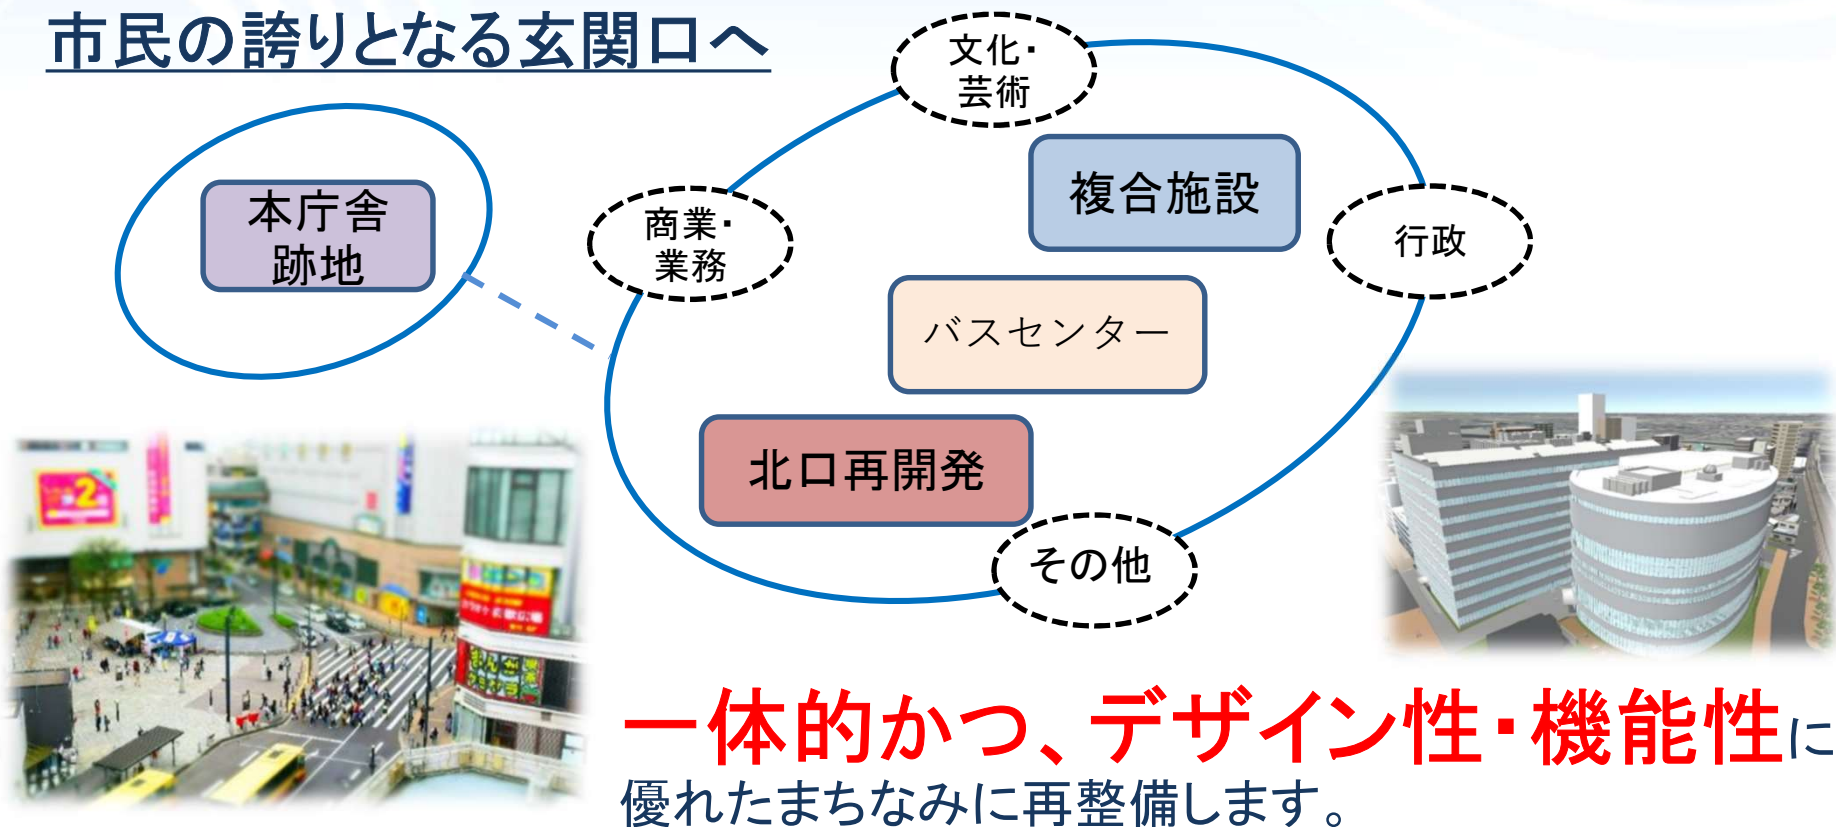 市民の誇りとなる玄関口へ
文化・
芸術
複合施設
本庁舎
跡地
商業・
業務
行政
バスセンター
北口再開発
その他
2
一体的かつ、デザイン性・機能性に
優れたまちなみに再整備します。